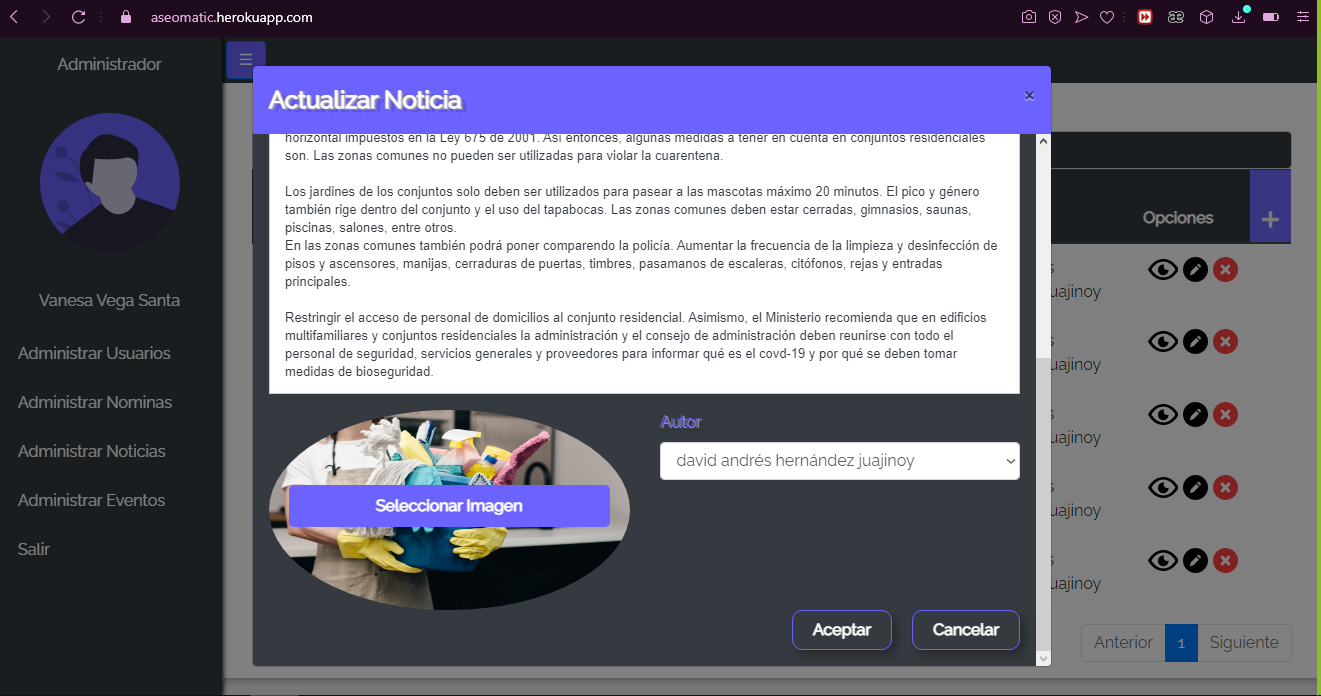 aseomatic.herokuapp.com
Administrador
Vanesa Vega Santa
Administrar Usuarios
Administrar Nominas
Administrar Noticias
Administrar Eventos
Salir
Actualizar Noticia
×
horizontal impuestos en la Ley 675 de 2001. Así entonces, algunas medidas a tener en cuenta en conjuntos residenciales
son. Las zonas comunes no pueden ser utilizadas para violar la cuarentena.
Los jardines de los conjuntos solo deben ser utilizados para pasear a las mascotas máximo 20 minutos. El pico y género
también rige dentro del conjunto y el uso del tapabocas. Las zonas comunes deben estar cerradas, gimnasios, saunas,
piscinas, salones, entre otros.
En las zonas comunes también podrá poner comparendo la policía. Aumentar la frecuencia de la limpieza y desinfección de
pisos y ascensores, manijas, cerraduras de puertas, timbres, pasamanos de escaleras, citófonos, rejas y entradas
principales.
Restringir el acceso de personal de domicilios al conjunto residencial. Asimismo, el Ministerio recomienda que en edificios
multifamiliares y conjuntos residenciales la administración y el consejo de administración deben reunirse con todo el
personal de seguridad, servicios generales y proveedores para informar qué es el covd-19 y por qué se deben tomar
medidas de bioseguridad.
Seleccionar Imagen
Autor
david andrés hernández juajinoy
Aceptar
Cancelar
Opciones
+
uajinoy
uajinoy
uajinoy
uajinoy
uajinoy
Anterior 1 Siguiente